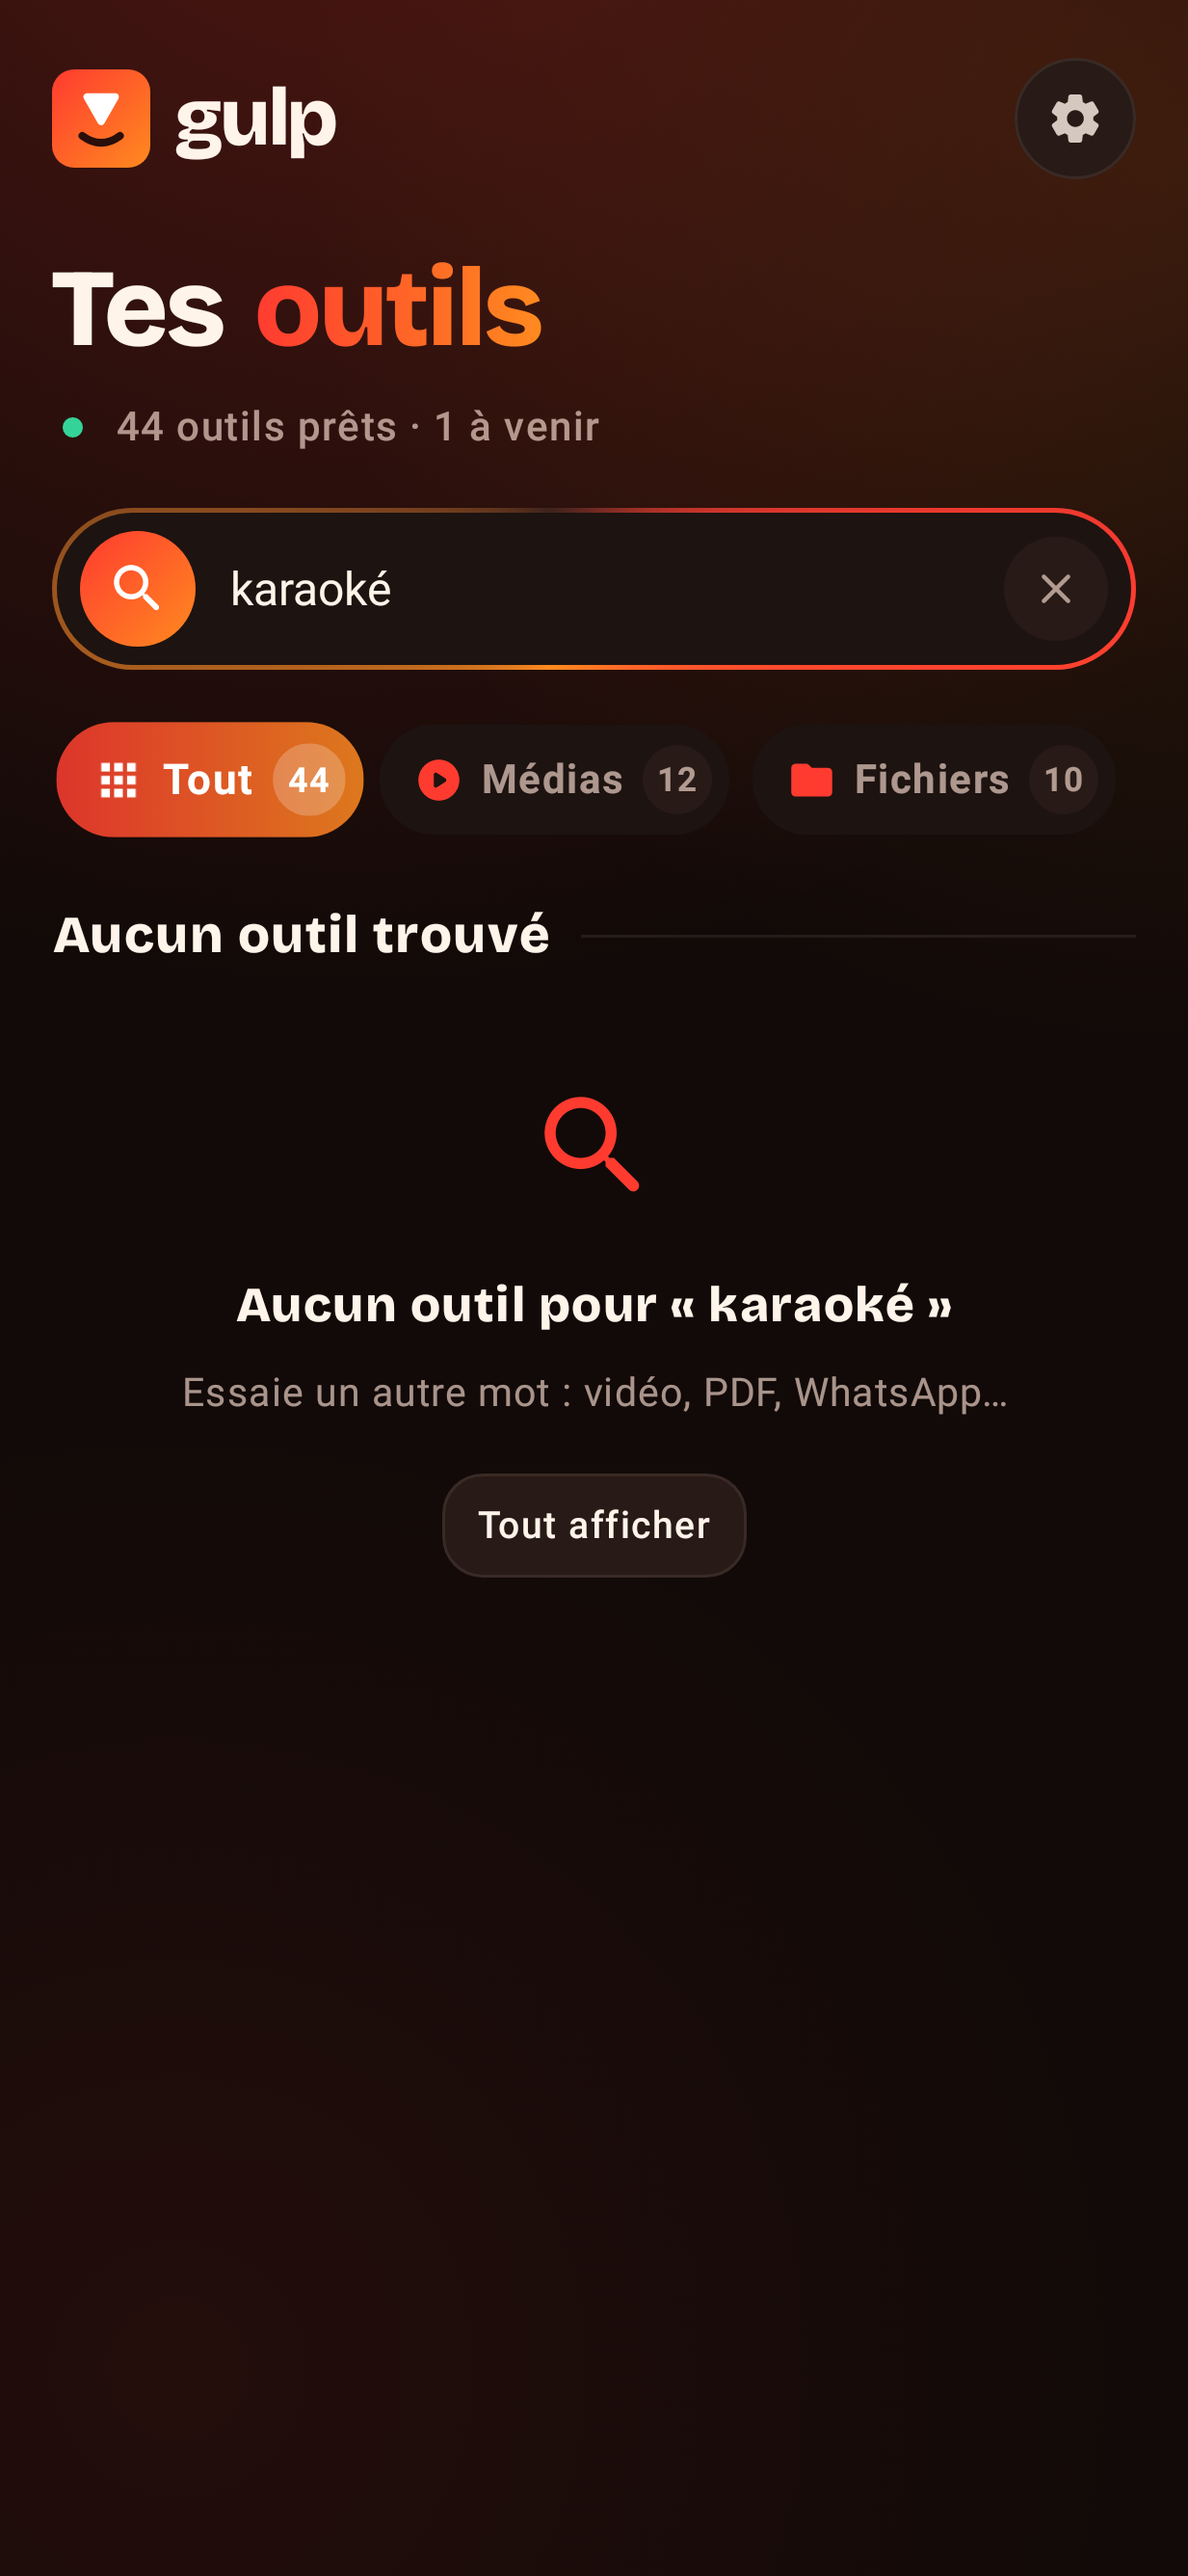 gulp
Tes outils
44 outils prêts · 1 à venir
karaoké
Tout 44 Médias 12 Fichiers 10
Aucun outil trouvé
Aucun outil pour « karaoké »
Essaie un autre mot : vidéo, PDF, WhatsApp…
Tout afficher